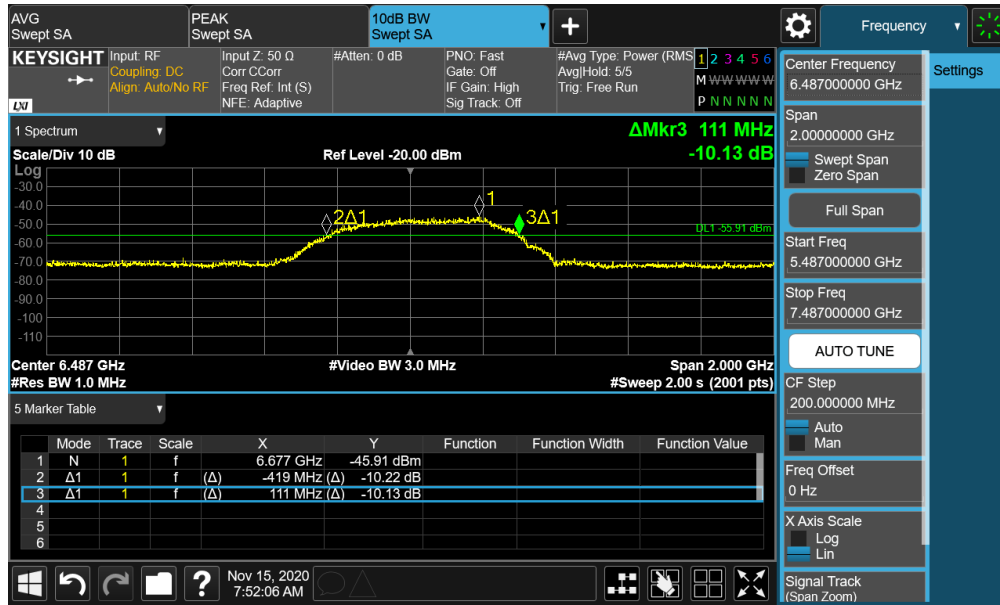 AVG
Swept SA
PEAK
Swept SA
10dB BW
Swept SA
Frequency
KEYSIGHT
LXI
Input: RF
Coupling: DC
Align: Auto/No RF
Input Z: 50 Ω
Corr CCorr
Freq Ref: Int (S)
NFE: Adaptive
#Atten: 0 dB
PNO: Fast
Gate: Off
IF Gain: High
Sig Track: Off
#Avg Type: Power (RMS
Avg|Hold: 5/5
Trig: Free Run
1 2 3 4 5 6
M W W W W W
P N N N N N
1 Spectrum
ΔMkr3 111 MHz
Scale/Div 10 dB
Ref Level -20.00 dBm
-10.13 dB
Log
-30.0
-40.0
-50.0
-60.0
-70.0
-80.0
-90.0
-100
-110
1
2Δ1
3Δ1
DL1 -55.91 dBm
Center 6.487 GHz
#Video BW 3.0 MHz
Span 2.000 GHz
#Res BW 1.0 MHz
#Sweep 2.00 s (2001 pts)
5 Marker Table
Mode Trace Scale X Y Function Function Width Function Value
1 N 1 f 6.677 GHz -45.91 dBm
2 Δ1 1 f (Δ) -419 MHz (Δ) -10.22 dB
3 Δ1 1 f (Δ) 111 MHz (Δ) -10.13 dB
4
5
6
Nov 15, 2020
7:52:06 AM
Center Frequency
6.487000000 GHz
Span
2.00000000 GHz
Swept Span
Zero Span
Full Span
Start Freq
5.487000000 GHz
Stop Freq
7.487000000 GHz
AUTO TUNE
CF Step
200.000000 MHz
Auto
Man
Freq Offset
0 Hz
X Axis Scale
Log
Lin
Signal Track
(Span Zoom)
Settings